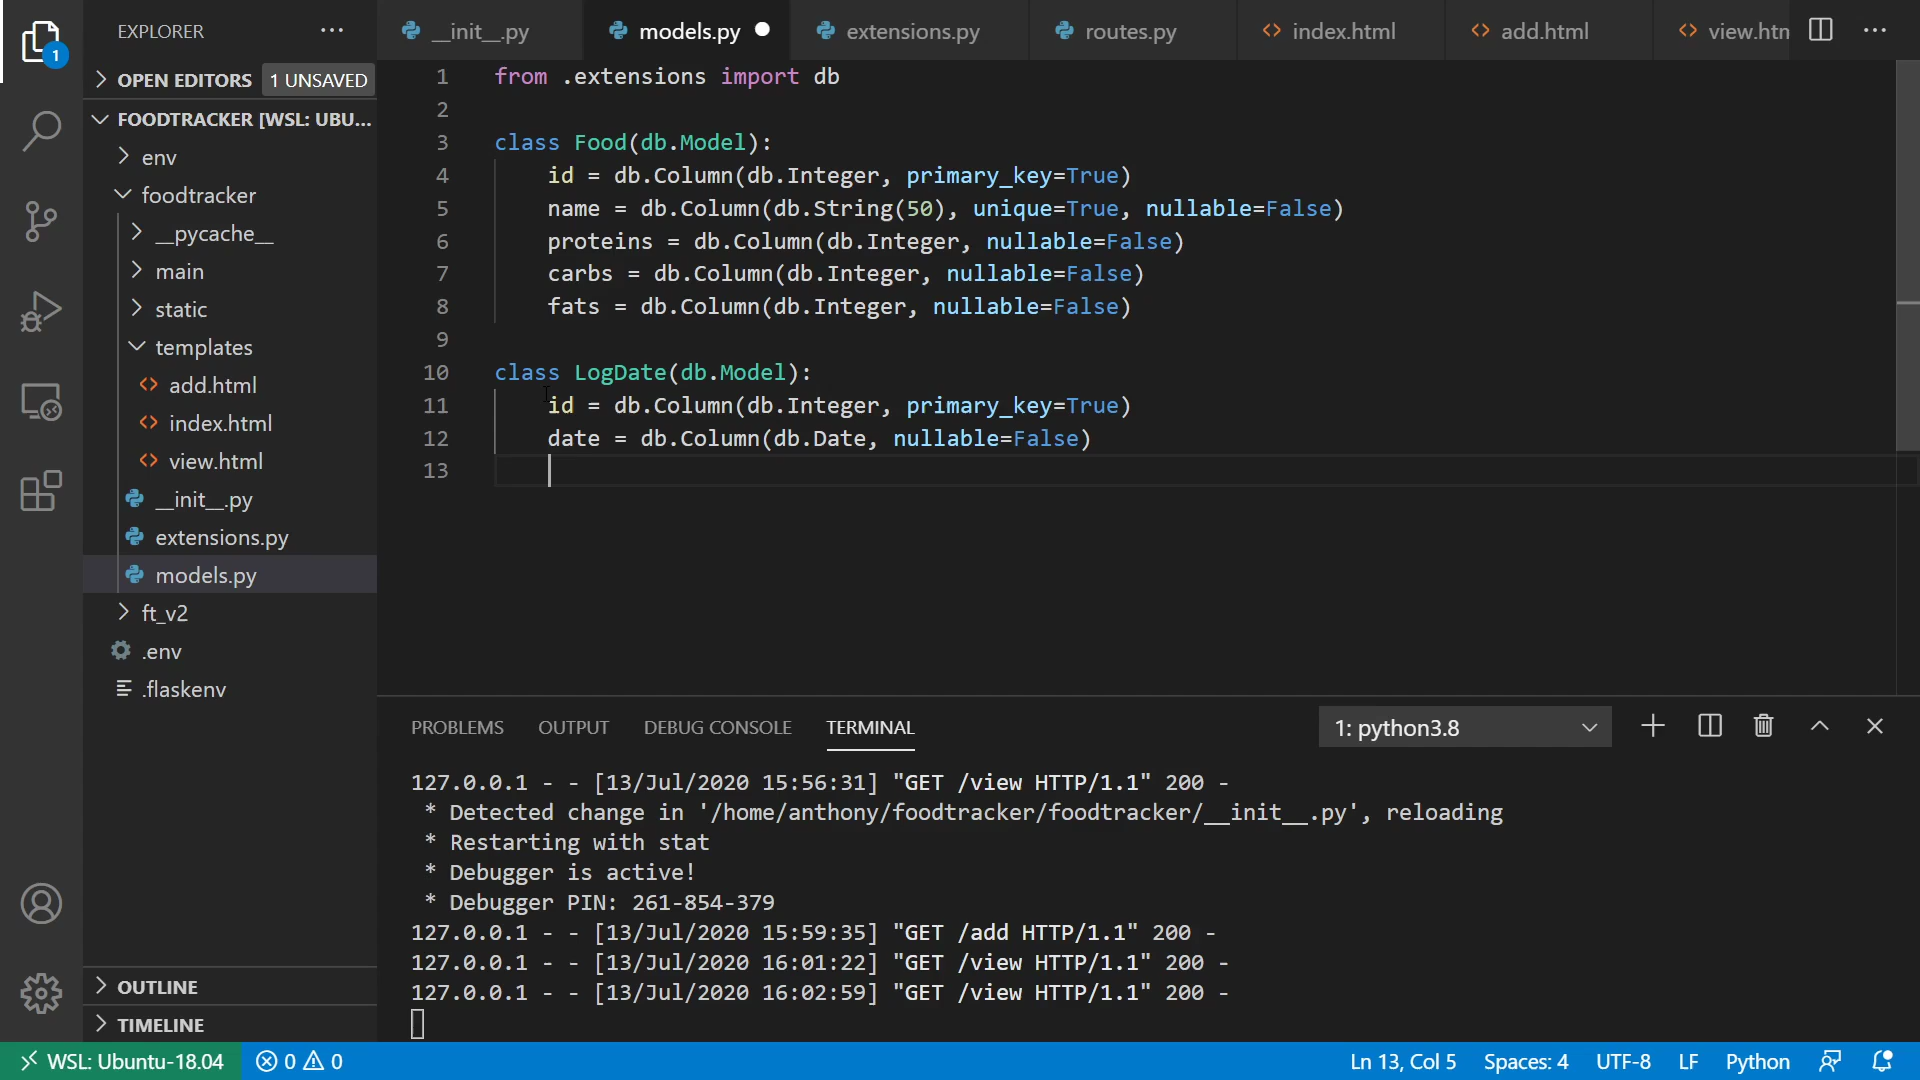 EXPLORER ···
1
OPEN EDITORS 1 UNSAVED
FOODTRACKER [WSL: UBU...
env
foodtracker
__pycache__
main
static
templates
add.html
index.html
view.html
__init__.py
extensions.py
models.py
ft_v2
.env
.flaskenv
OUTLINE
TIMELINE
__init__.py models.py extensions.py routes.py index.html add.html view.htm
1 from .extensions import db
2
3 class Food(db.Model):
4 id = db.Column(db.Integer, primary_key=True)
5 name = db.Column(db.String(50), unique=True, nullable=False)
6 proteins = db.Column(db.Integer, nullable=False)
7 carbs = db.Column(db.Integer, nullable=False)
8 fats = db.Column(db.Integer, nullable=False)
9
10 class LogDate(db.Model):
11 id = db.Column(db.Integer, primary_key=True)
12 date = db.Column(db.Date, nullable=False)
13
PROBLEMS OUTPUT DEBUG CONSOLE TERMINAL 1: python3.8
127.0.0.1 - - [13/Jul/2020 15:56:31] "GET /view HTTP/1.1" 200 -
* Detected change in '/home/anthony/foodtracker/foodtracker/__init__.py', reloading
* Restarting with stat
* Debugger is active!
* Debugger PIN: 261-854-379
127.0.0.1 - - [13/Jul/2020 15:59:35] "GET /add HTTP/1.1" 200 -
127.0.0.1 - - [13/Jul/2020 16:01:22] "GET /view HTTP/1.1" 200 -
127.0.0.1 - - [13/Jul/2020 16:02:59] "GET /view HTTP/1.1" 200 -
WSL: Ubuntu-18.04 0 0 Ln 13, Col 5 Spaces: 4 UTF-8 LF Python